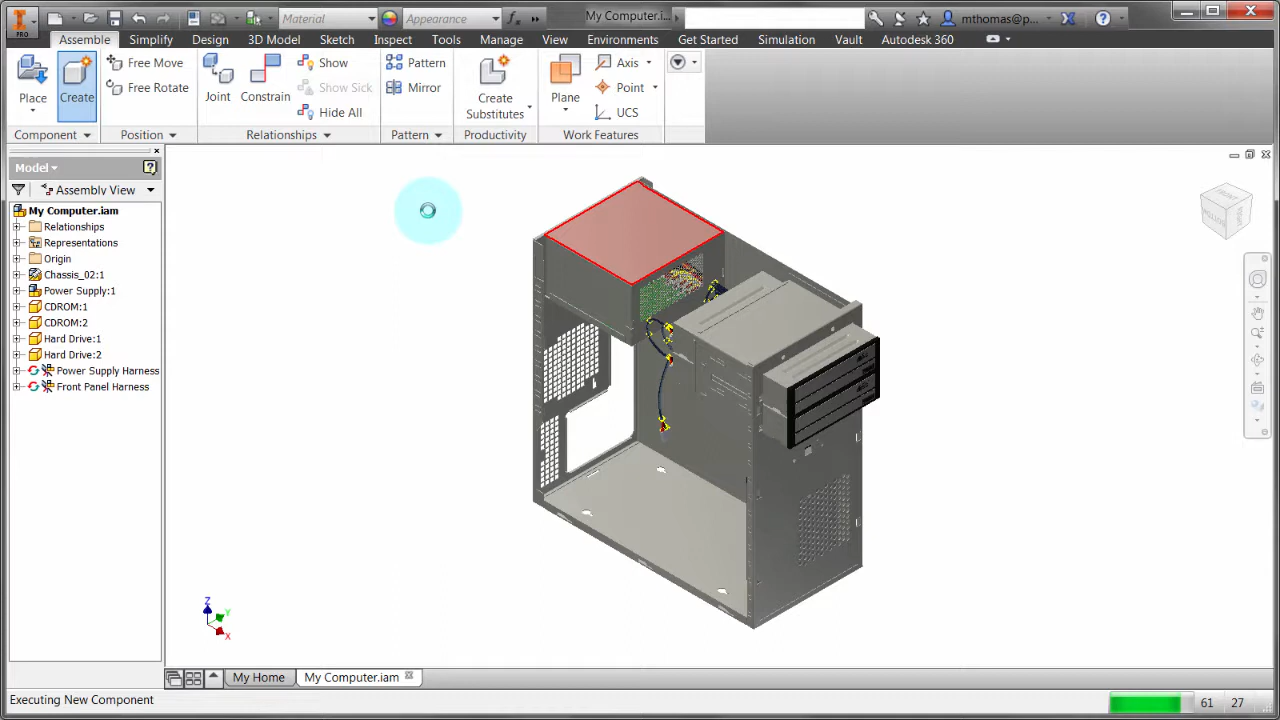 Material
Appearance
My Computer.i...
mthomas@p...
PRO
Assemble
Simplify
Design
3D Model
Sketch
Inspect
Tools
Manage
View
Environments
Get Started
Simulation
Vault
Autodesk 360
Place
Create
Free Move
Free Rotate
Joint
Constrain
Show
Show Sick
Hide All
Pattern
Mirror
Create
Substitutes
Plane
Axis
Point
UCS
Component
Position
Relationships
Pattern
Productivity
Work Features
Model
Assembly View
My Computer.iam
Relationships
Representations
Origin
Chassis_02:1
Power Supply:1
CDROM:1
CDROM:2
Hard Drive:1
Hard Drive:2
Power Supply Harness
Front Panel Harness
FRONT
BOTTOM
Z
Y
X
My Home
My Computer.iam
Executing New Component
61
27